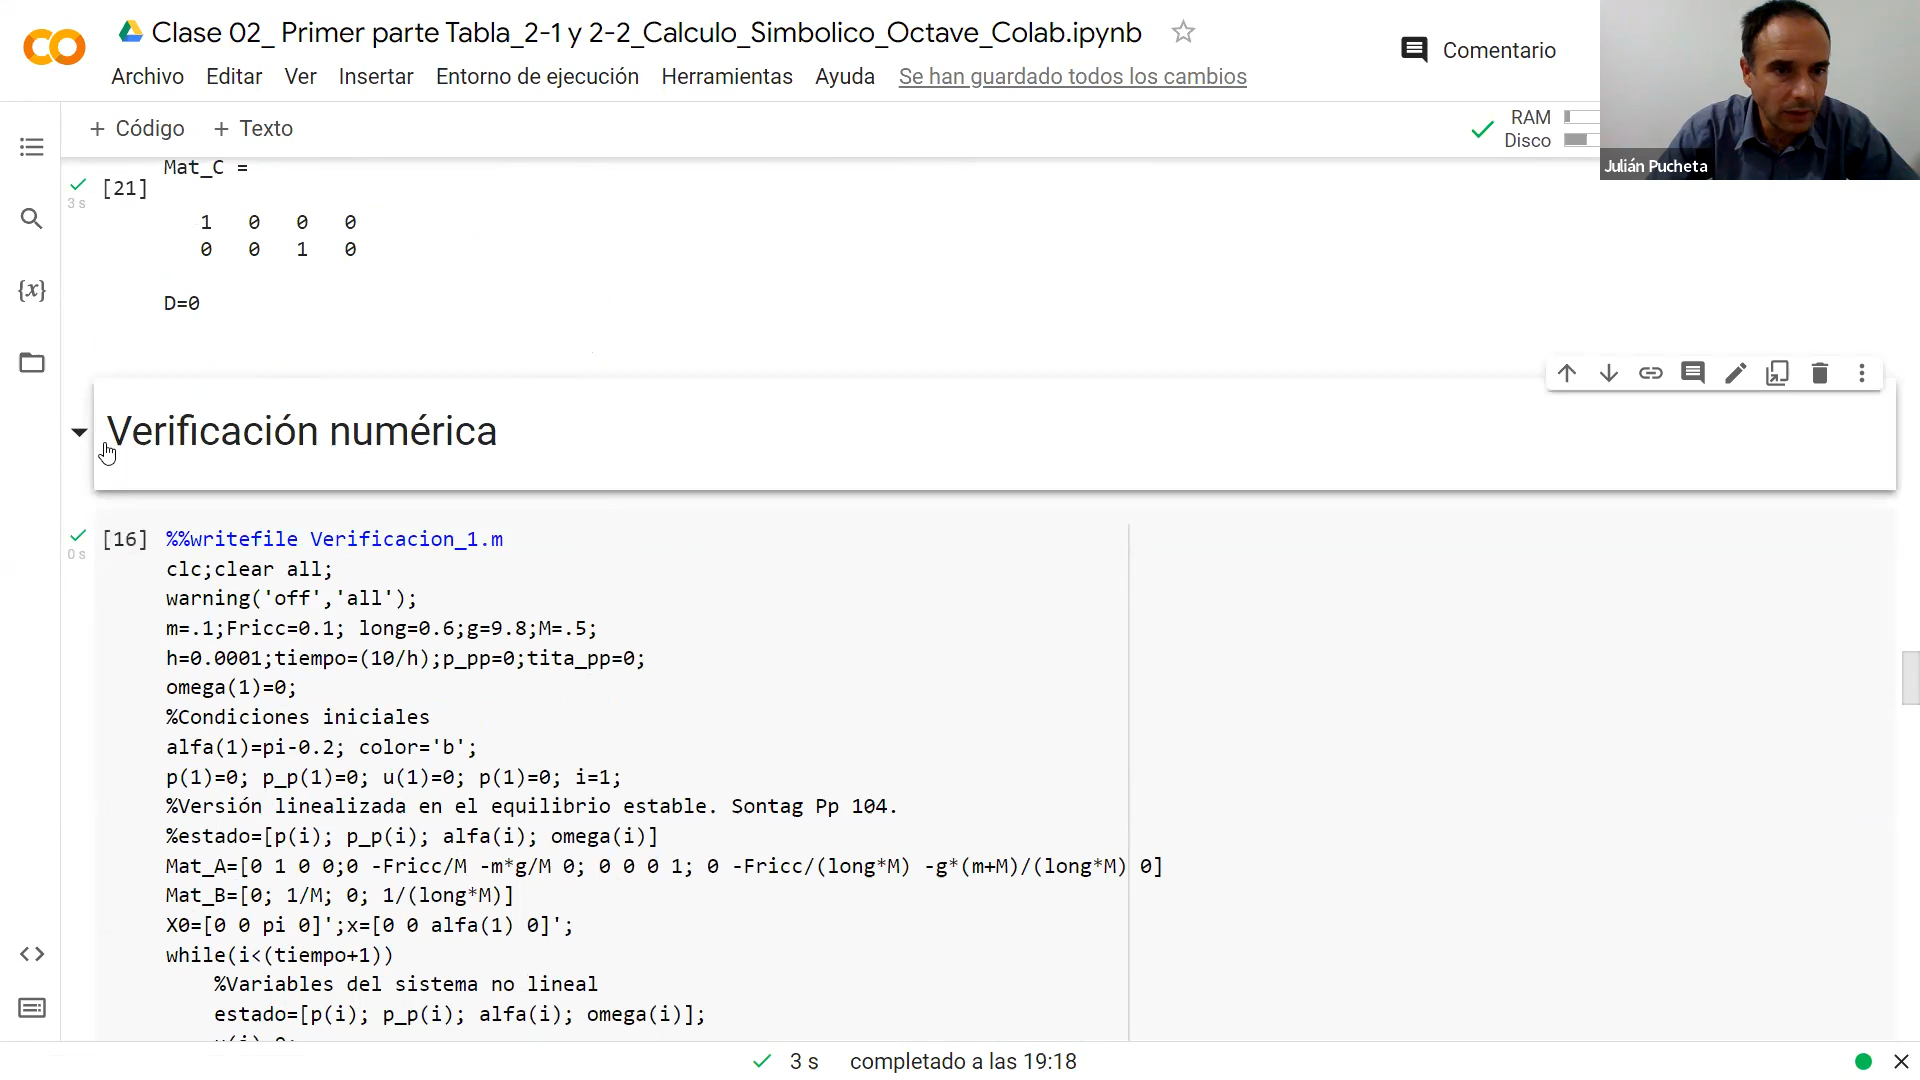 Clase 02_ Primer parte Tabla_2-1 y 2-2_Calculo_Simbolico_Octave_Colab.ipynb
Comentario
Archivo Editar Ver Insertar Entorno de ejecución Herramientas Ayuda Se han guardado todos los cambios
+ Código + Texto
RAM
Disco
Julián Pucheta
Mat_C =
[21]
3 s
1 0 0 0
0 0 1 0
{x}
D=0
Verificación numérica
[16] %%writefile Verificacion_1.m
0 s
clc;clear all;
warning('off','all');
m=.1;Fricc=0.1; long=0.6;g=9.8;M=.5;
h=0.0001;tiempo=(10/h);p_pp=0;tita_pp=0;
omega(1)=0;
%Condiciones iniciales
alfa(1)=pi-0.2; color='b';
p(1)=0; p_p(1)=0; u(1)=0; p(1)=0; i=1;
%Versión linealizada en el equilibrio estable. Sontag Pp 104.
%estado=[p(i); p_p(i); alfa(i); omega(i)]
Mat_A=[0 1 0 0;0 -Fricc/M -m*g/M 0; 0 0 0 1; 0 -Fricc/(long*M) -g*(m+M)/(long*M) 0]
Mat_B=[0; 1/M; 0; 1/(long*M)]
X0=[0 0 pi 0]';x=[0 0 alfa(1) 0]';
while(i<(tiempo+1))
%Variables del sistema no lineal
estado=[p(i); p_p(i); alfa(i); omega(i)];
3 s completado a las 19:18